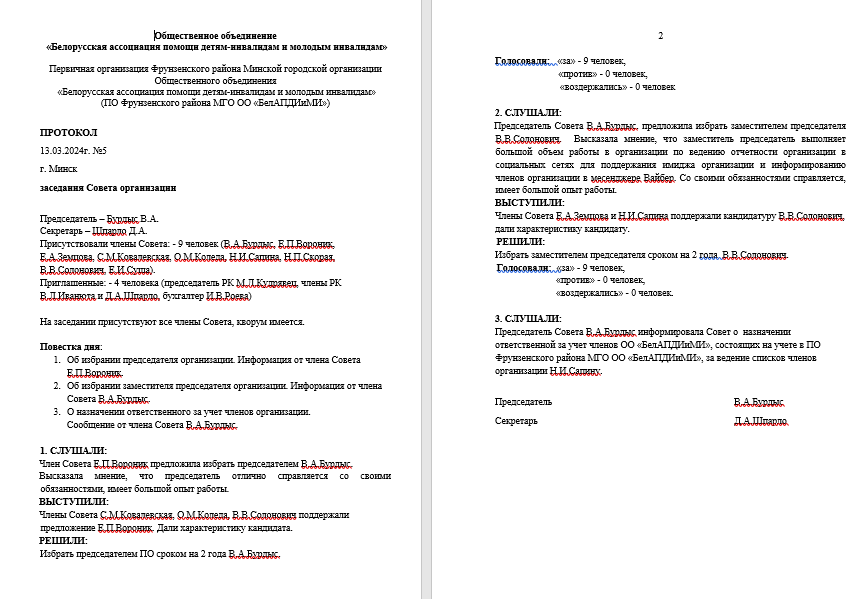 Общественное объединение
«Белорусская ассоциация помощи детям-инвалидам и молодым инвалидам»
Первичная организация Фрунзенского района Минской городской организации
Общественного объединения
«Белорусская ассоциация помощи детям-инвалидам и молодым инвалидам»
(ПО Фрунзенского района МГО ОО «БелАПДИиМИ»)
ПРОТОКОЛ
13.03.2024г. №5
г. Минск
заседания Совета организации
Председатель – Бурдыс В.А.
Секретарь – Шпарло Д.А.
Присутствовали члены Совета: - 9 человек (В.А.Бурдыс, Е.П.Вороник,
Е.А.Земцова, С.М.Ковалевская, О.М.Коледа, Н.И.Сапина, Н.П.Скорая,
В.В.Солонович, Е.И.Суша).
Приглашенные: - 4 человека (председатель РК М.Л.Кудрявец, члены РК
В.Л.Иванюта и Д.А.Шпарло, бухгалтер И.В.Роева)
На заседании присутствуют все члены Совета, кворум имеется.
Повестка дня:
1. Об избрании председателя организации. Информация от члена Совета
Е.П.Вороник.
2. Об избрании заместителя председателя организации. Информация от члена
Совета В.А.Бурдыс.
3. О назначении ответственного за учет членов организации.
Сообщение от члена Совета В.А.Бурдыс.
1. СЛУШАЛИ:
Член Совета Е.П.Вороник предложила избрать председателем В.А.Бурдыс.
Высказала мнение, что председатель отлично справляется со своими
обязанностями, имеет большой опыт работы.
ВЫСТУПИЛИ:
Члены Совета С.М.Ковалевская, О.М.Коледа, В.В.Солонович поддержали
предложение Е.П.Вороник. Дали характеристику кандидата.
РЕШИЛИ:
Избрать председателем ПО сроком на 2 года В.А.Бурдыс.
2
Голосовали: «за» - 9 человек,
«против» - 0 человек,
«воздержались» - 0 человек
2. СЛУШАЛИ:
Председатель Совета В.А.Бурдыс, предложила избрать заместителем председателя
В.В.Солонович. Высказала мнение, что заместитель председатель выполняет
большой объем работы в организации по ведению отчетности организации в
социальных сетях для поддержания имиджа организации и информированию
членов организации в месенджере Вайбер. Со своими обязанностями справляется,
имеет большой опыт работы.
ВЫСТУПИЛИ:
Члены Совета Е.А.Земцова и Н.И.Сапина поддержали кандидатуру В.В.Солонович,
дали характеристику кандидату.
РЕШИЛИ:
Избрать заместителем председателя сроком на 2 года В.В.Солонович.
Голосовали: «за» - 9 человек,
«против» - 0 человек,
«воздержались» - 0 человек.
3. СЛУШАЛИ:
Председатель Совета В.А.Бурдыс информировала Совет о назначении
ответственной за учет членов ОО «БелАПДИиМИ», состоящих на учете в ПО
Фрунзенского района МГО ОО «БелАПДИиМИ», за ведение списков членов
организации Н.И.Сапину.
Председатель В.А.Бурдыс
Секретарь Д.А.Шпарло